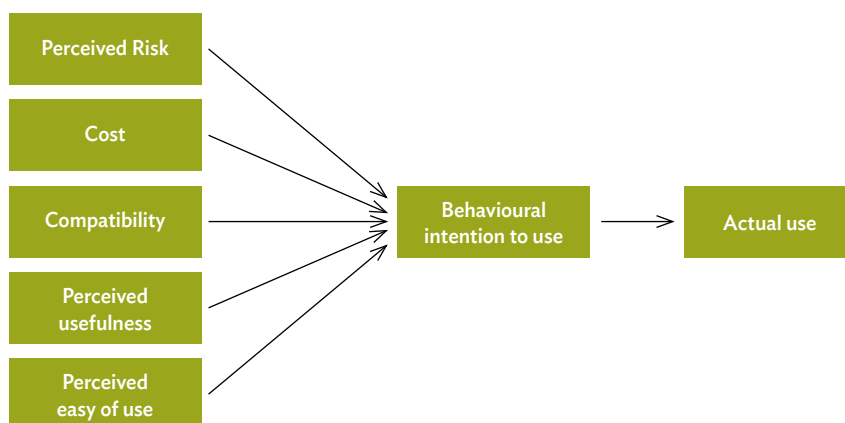 Perceived Risk
Cost
Compatibility
Perceived
usefulness
Perceived
easy of use
Behavioural
intention to use
Actual use